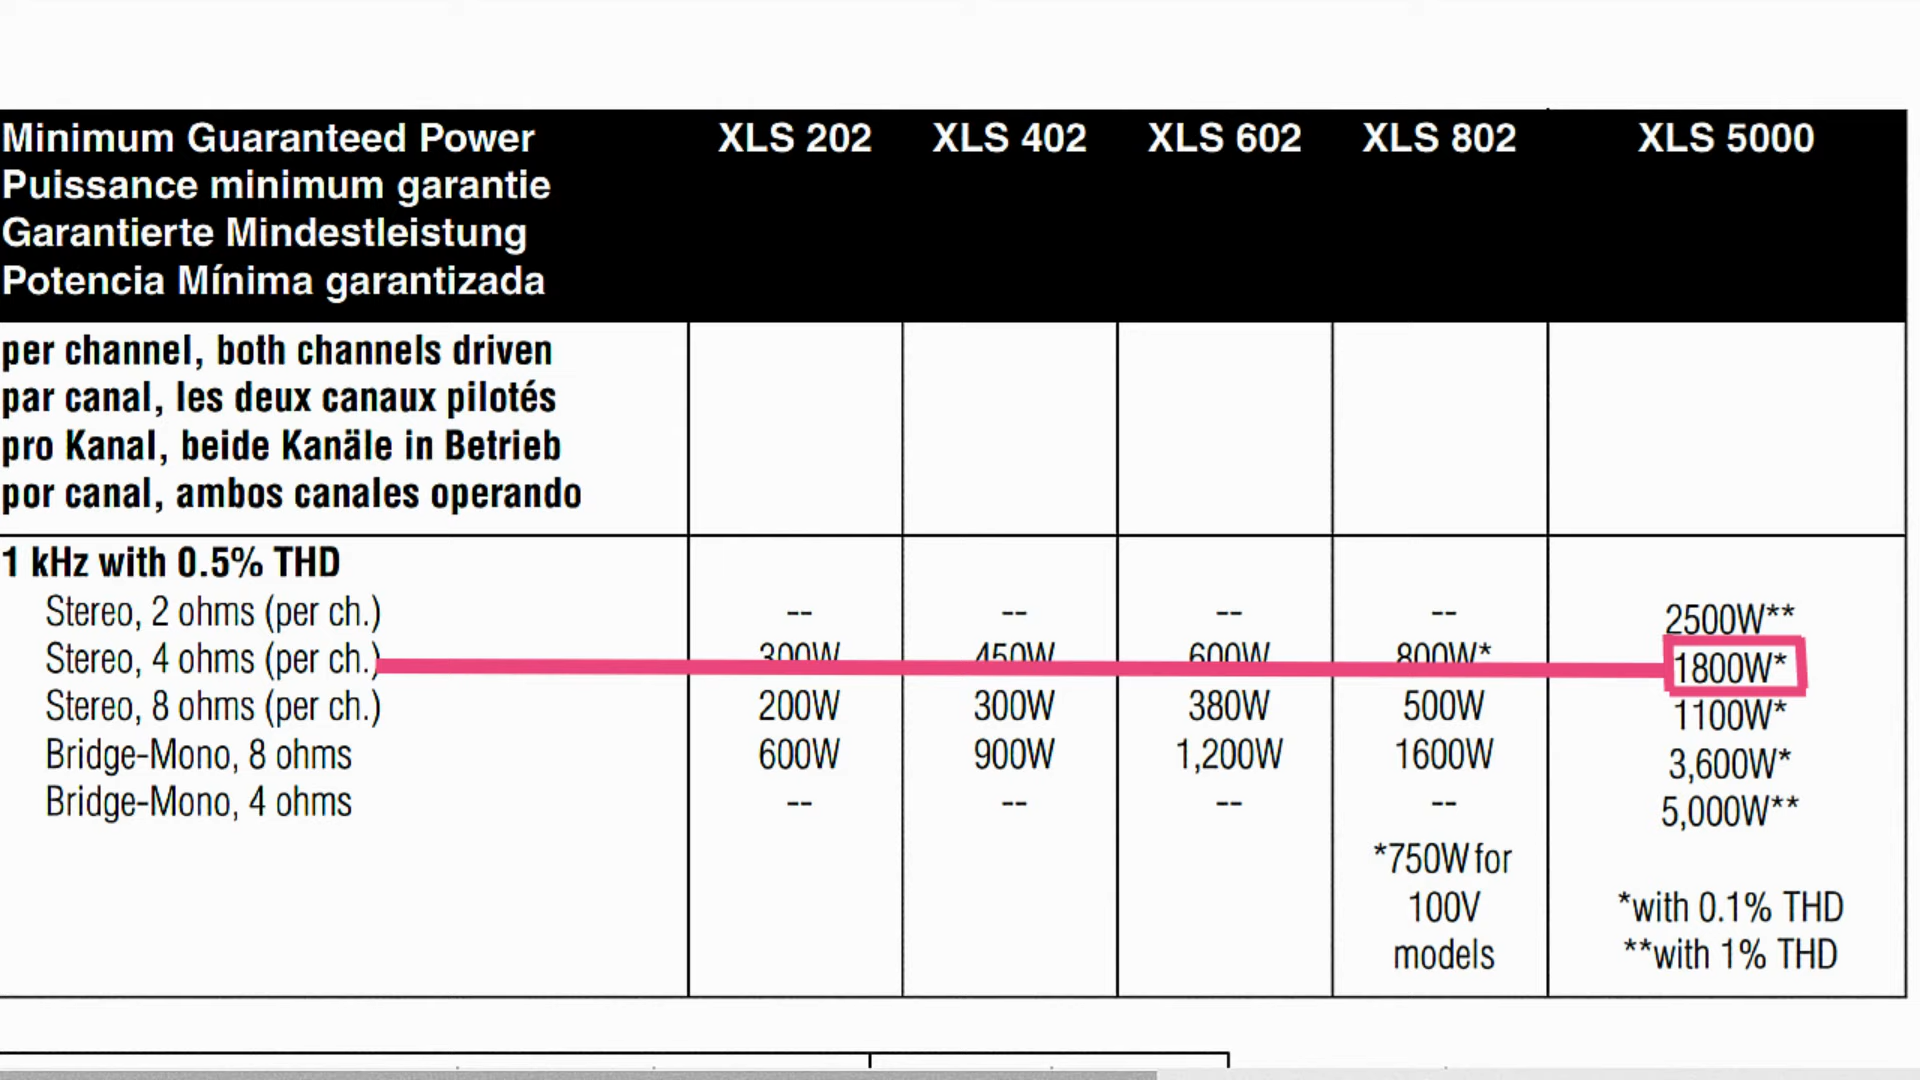 Minimum Guaranteed Power XLS 202 XLS 402 XLS 602 XLS 802 XLS 5000
Puissance minimum garantie
Garantierte Mindestleistung
Potencia Mínima garantizada
per channel, both channels driven
par canal, les deux canaux pilotés
pro Kanal, beide Kanäle in Betrieb
por canal, ambos canales operando
1 kHz with 0.5% THD
Stereo, 2 ohms (per ch.) -- -- -- -- 2500W**
Stereo, 4 ohms (per ch.) 300W 450W 600W 800W* 1800W*
Stereo, 8 ohms (per ch.) 200W 300W 380W 500W 1100W*
Bridge-Mono, 8 ohms 600W 900W 1,200W 1600W 3,600W*
Bridge-Mono, 4 ohms -- -- -- -- 5,000W**
*750W for
100V *with 0.1% THD
models **with 1% THD